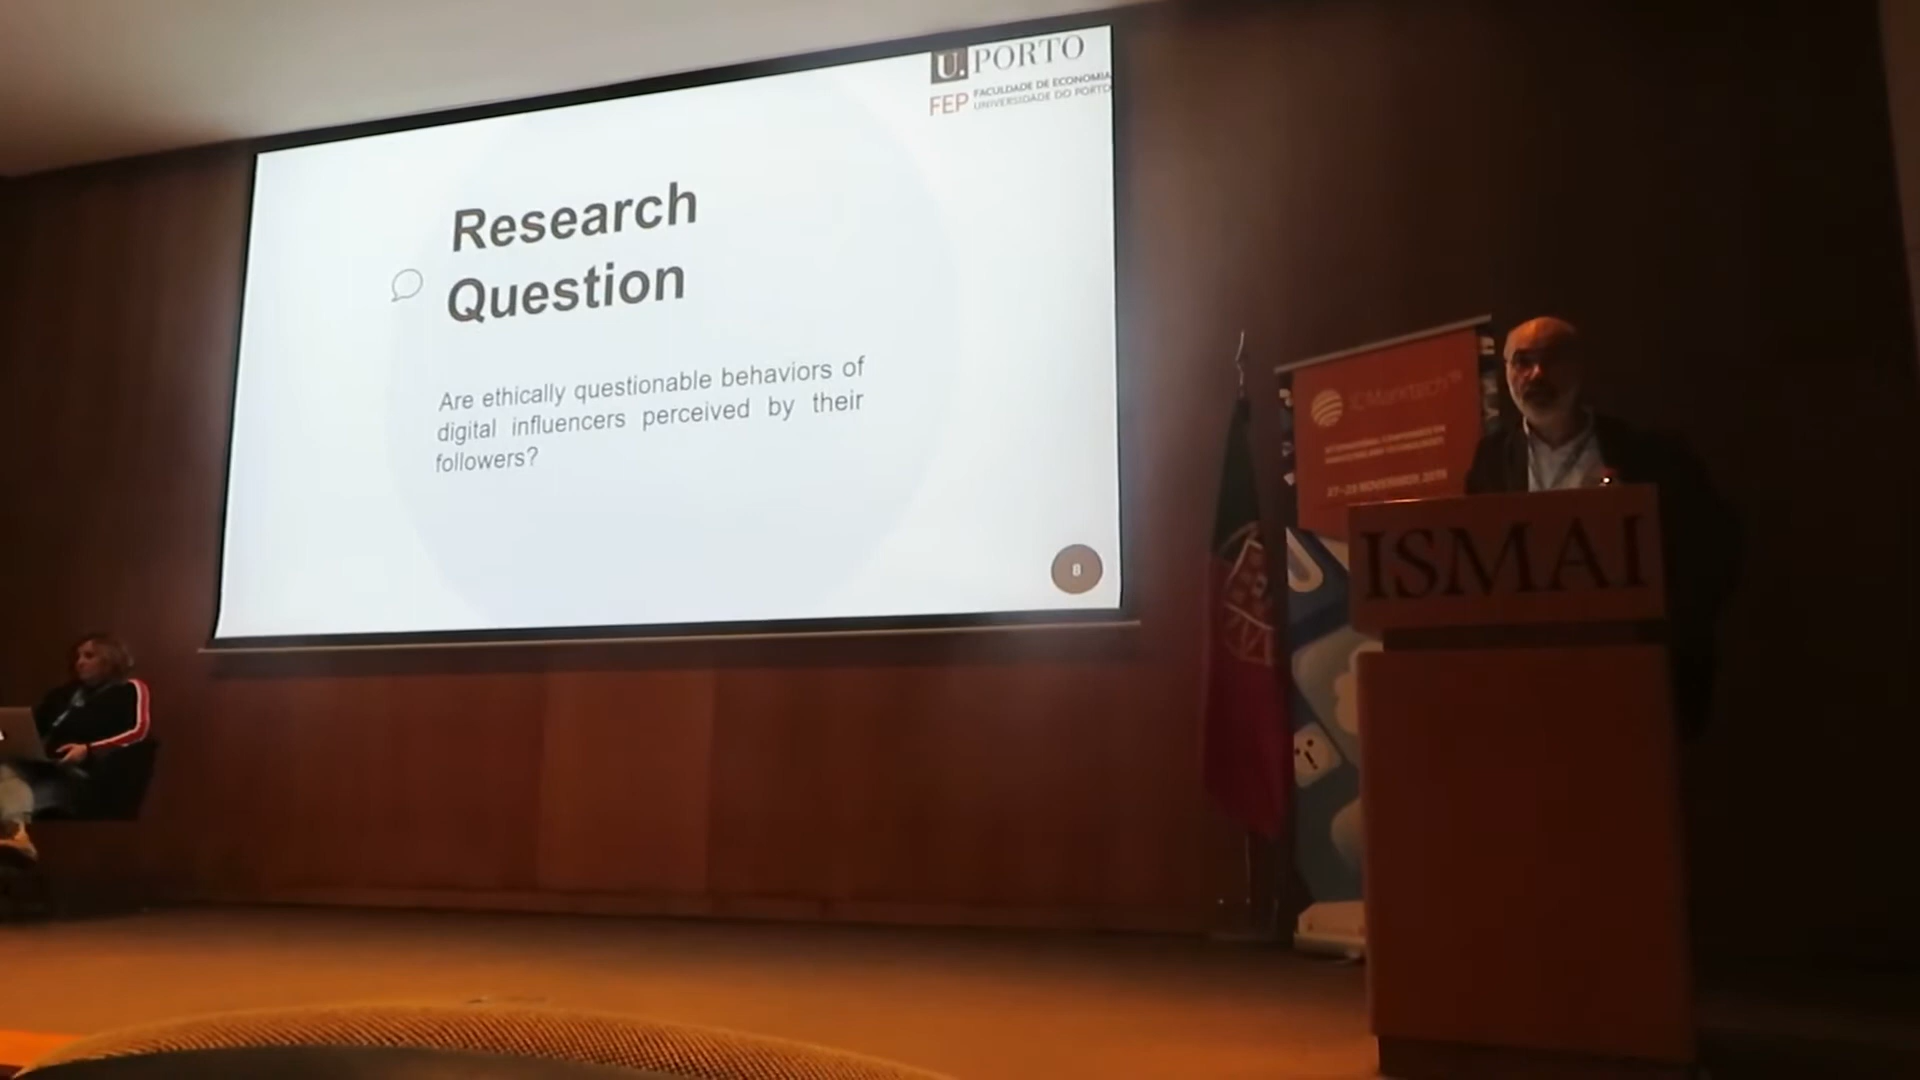 U. PORTO
FEP FACULDADE DE ECONOMIA
UNIVERSIDADE DO PORTO
Research
Question
Are ethically questionable behaviors of
digital influencers perceived by their
followers?
8
ISMAI